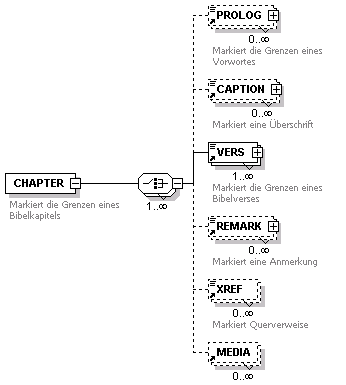 PROLOG
0..∞
Markiert die Grenzen eines
Vorwortes
CAPTION
0..∞
Markiert eine Überschrift
CHAPTER
Markiert die Grenzen eines
Bibelkapitels
1..∞
VERS
1..∞
Markiert die Grenzen eines
Bibelverses
REMARK
0..∞
Markiert eine Anmerkung
XREF
0..∞
Markiert Querverweise
MEDIA
0..∞